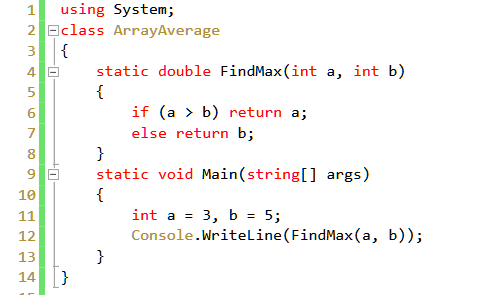 1 using System;
2 class ArrayAverage
3 {
4 static double FindMax(int a, int b)
5 {
6 if (a > b) return a;
7 else return b;
8 }
9 static void Main(string[] args)
10 {
11 int a = 3, b = 5;
12 Console.WriteLine(FindMax(a, b));
13 }
14 }